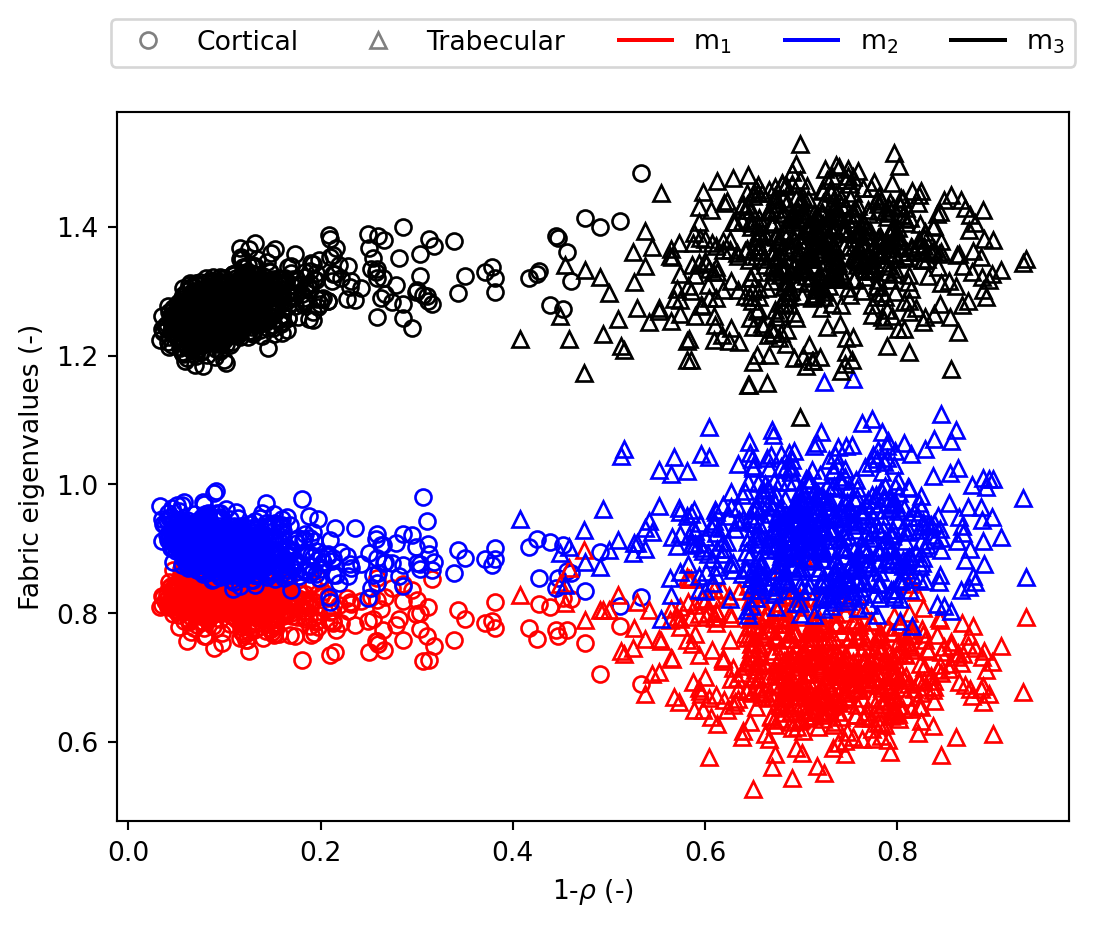 Cortical Trabecular m₁ m₂ m₃
1.4
1.2
1.0
0.8
0.6
Fabric eigenvalues (-)
0.0 0.2 0.4 0.6 0.8
1-ρ (-)